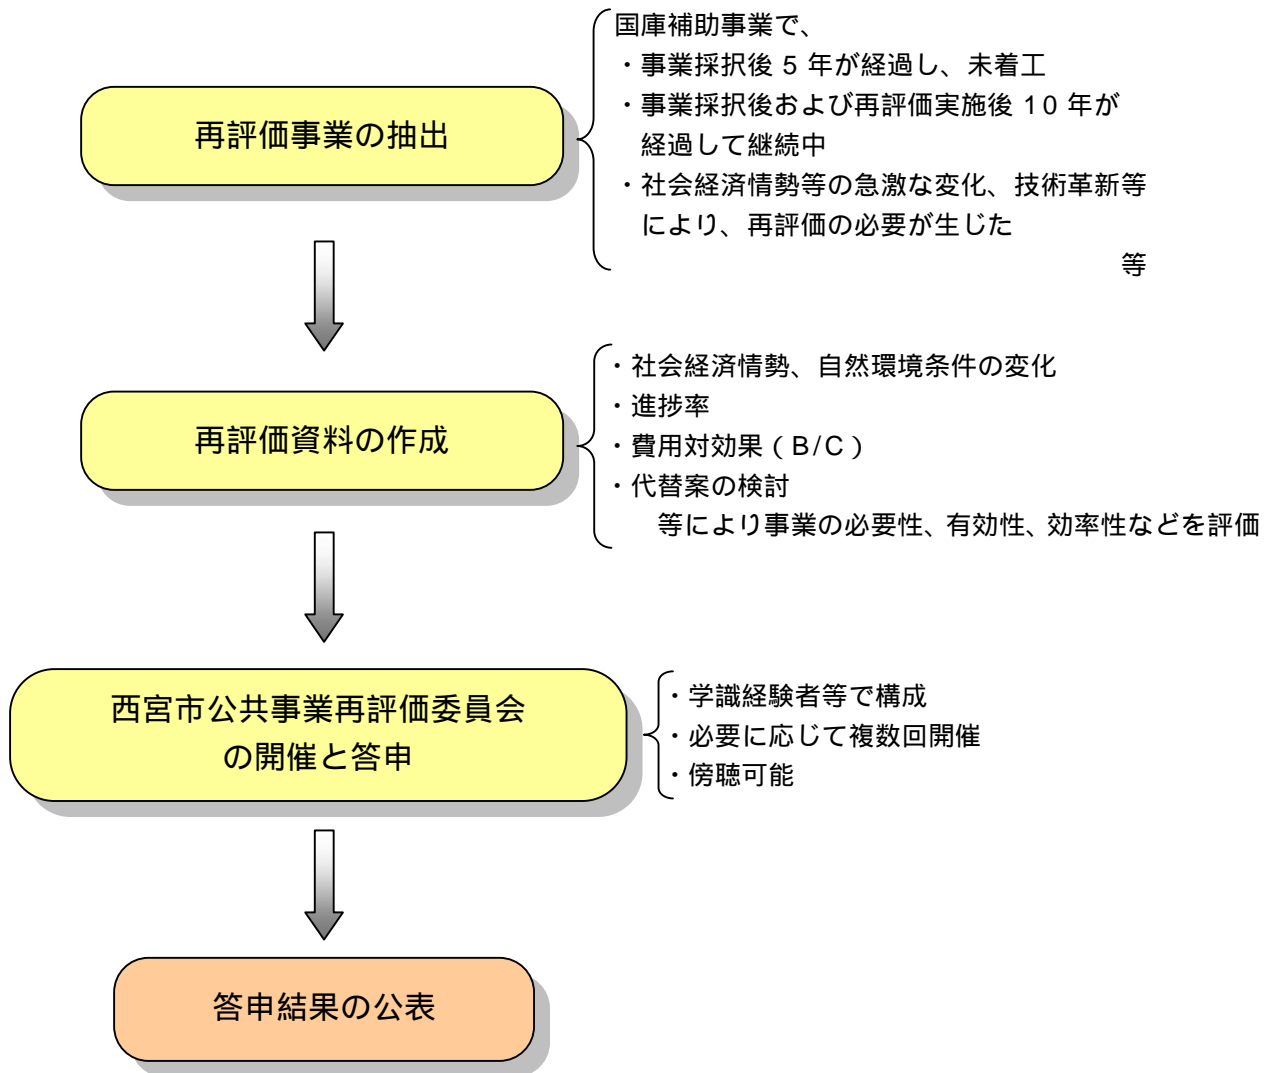 再評価事業の抽出
国庫補助事業で、
・事業採択後 5 年が経過し、未着工
・事業採択後および再評価実施後 10 年が
経過して継続中
・社会経済情勢等の急激な変化、技術革新等
により、再評価の必要が生じた
等
再評価資料の作成
・社会経済情勢、自然環境条件の変化
・進捗率
・費用対効果（B/C）
・代替案の検討
等により事業の必要性、有効性、効率性などを評価
西宮市公共事業再評価委員会
の開催と答申
・学識経験者等で構成
・必要に応じて複数回開催
・傍聴可能
答申結果の公表